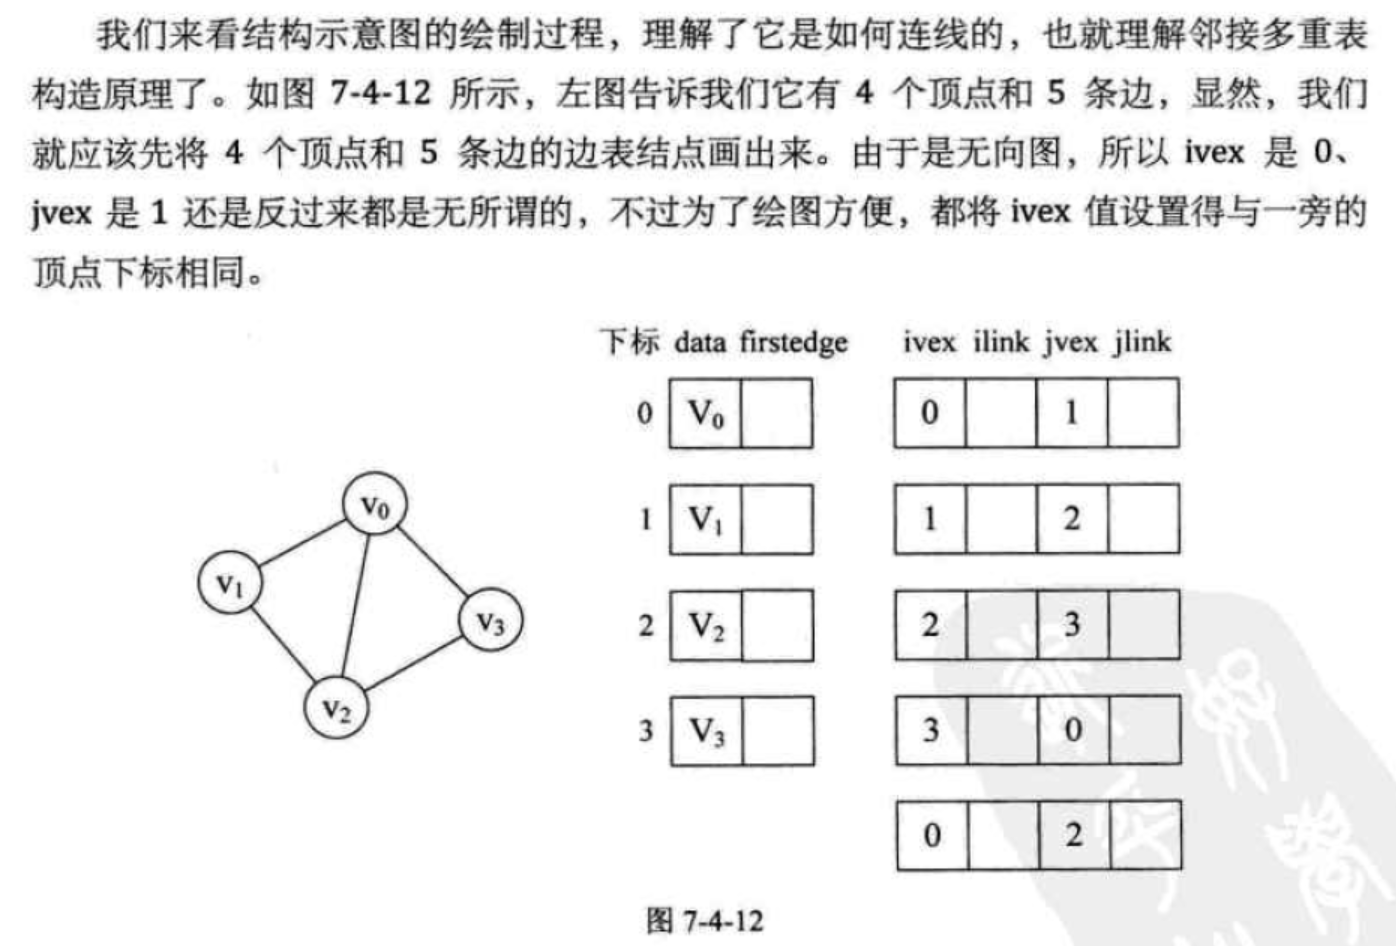 我们来看结构示意图的绘制过程，理解了它是如何连线的，也就理解邻接多重表
构造原理了。如图 7-4-12 所示，左图告诉我们它有 4 个顶点和 5 条边，显然，我们
就应该先将 4 个顶点和 5 条边的边表结点画出来。由于是无向图，所以 ivex 是 0、
jvex 是 1 还是反过来都是无所谓的，不过为了绘图方便，都将 ivex 值设置得与一旁的
顶点下标相同。
下标 data firstedge ivex ilink jvex jlink
0 V₀ 0 1
1 V₁ 1 2
2 V₂ 2 3
3 V₃ 3 0
0 2
V₀
V₁
V₃
V₂
图 7-4-12